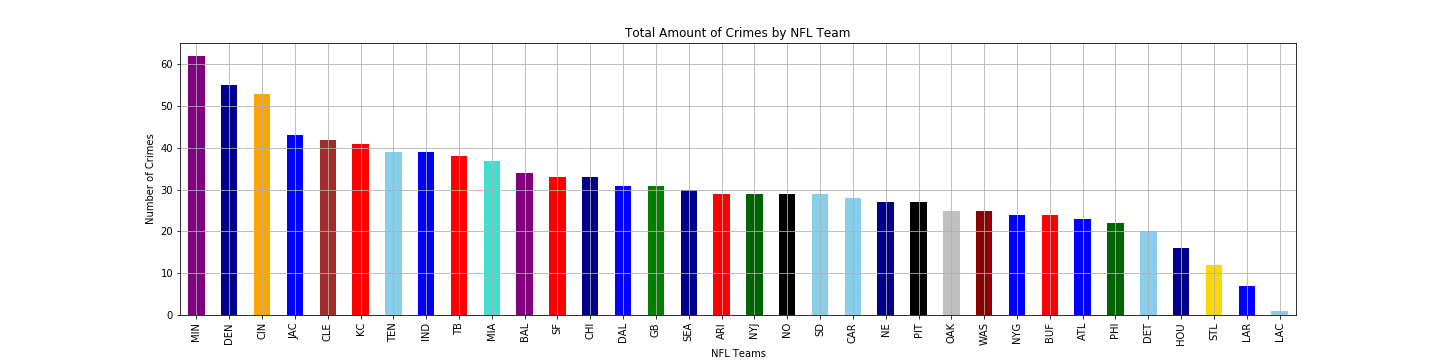 Total Amount of Crimes by NFL Team
Number of Crimes
60
50
40
30
20
10
0
MIN DEN CIN JAC CLE KC TEN IND TB MIA BAL SF CHI DAL GB SEA ARI NYJ NO SD CAR NE PIT OAK WAS NYG BUF ATL PHI DET HOU STL LAR LAC
NFL Teams